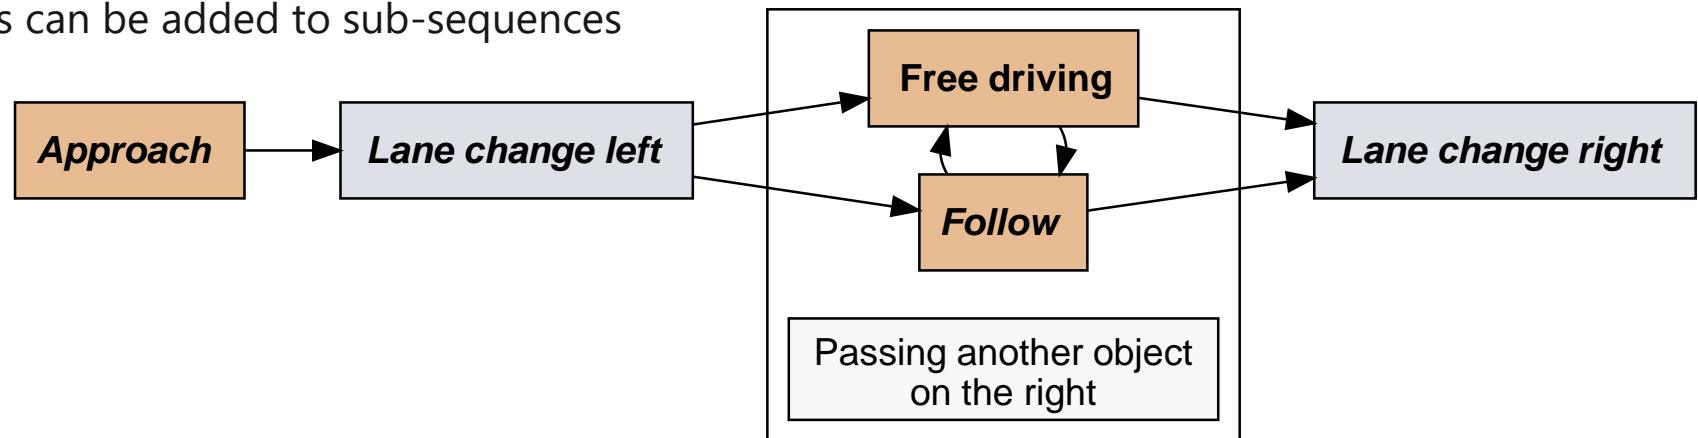 s can be added to sub-sequences
Free driving
Approach
Lane change left
Lane change right
Follow
Passing another object
on the right